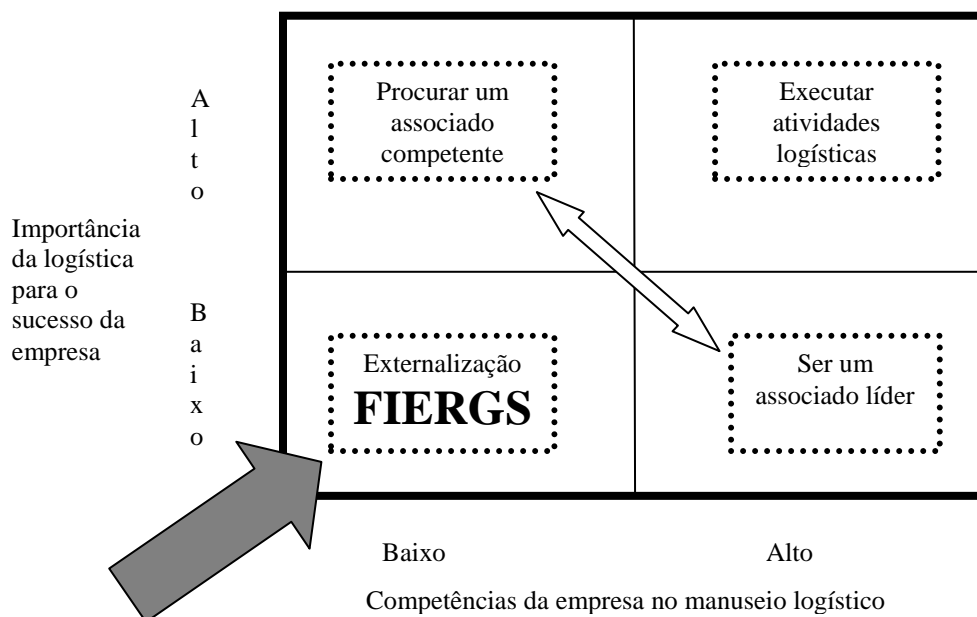 Procurar um
associado
competente
Executar
atividades
logísticas
A
l
t
o
Importância
da logística
para o
sucesso da
empresa
B
a
i
x
o
Externalização
FIERGS
Ser um
associado líder
Baixo
Alto
Competências da empresa no manuseio logístico